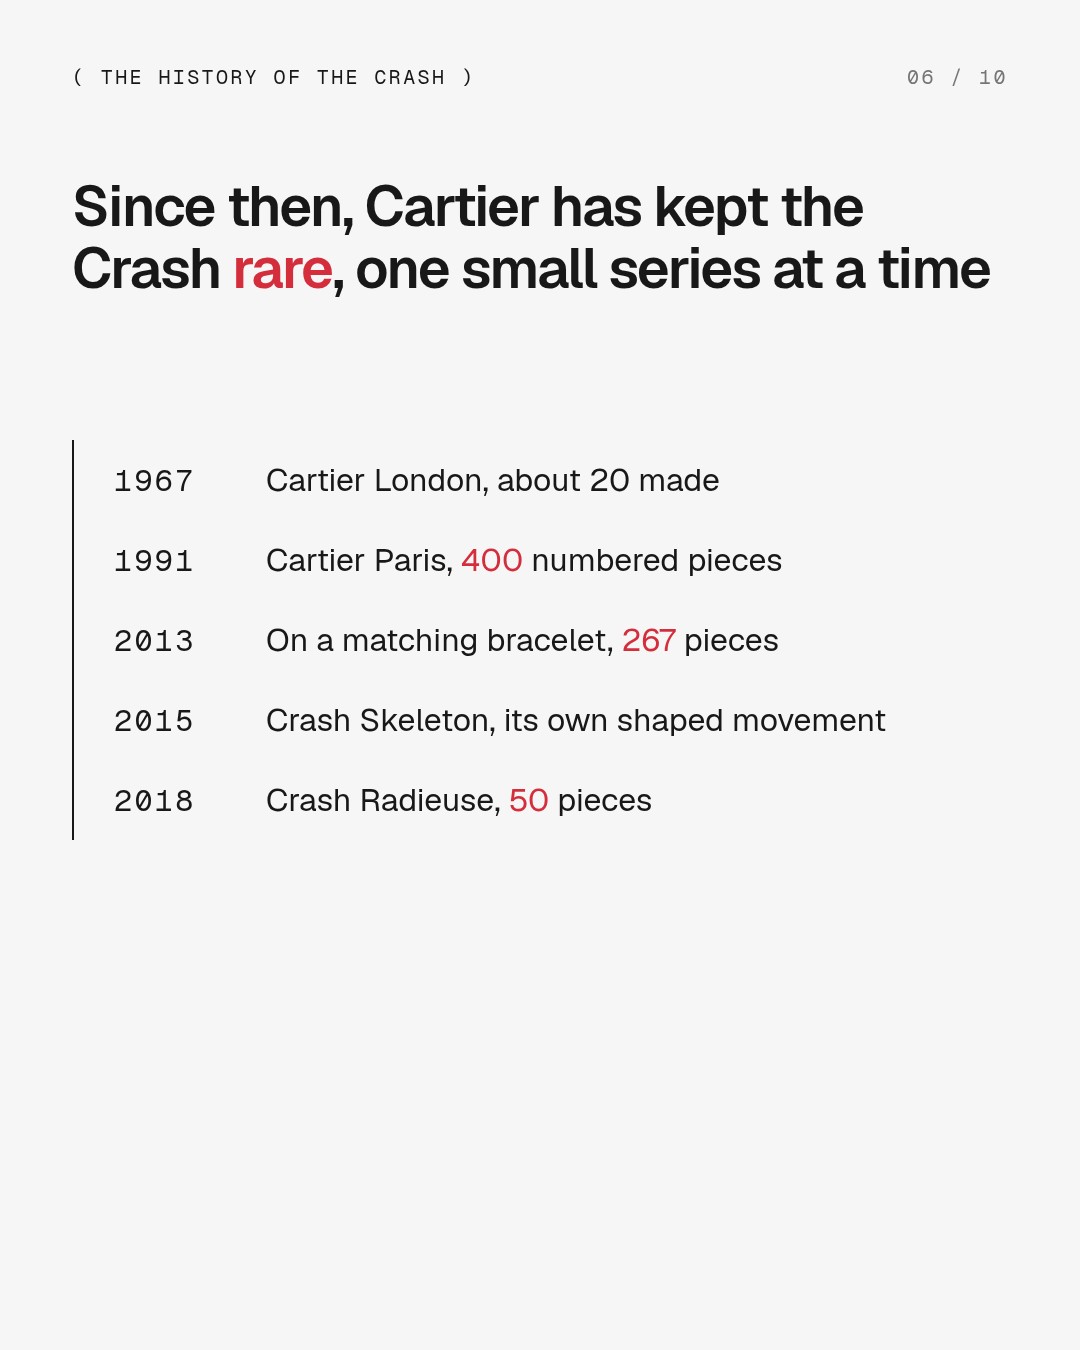 ( THE HISTORY OF THE CRASH )
06 / 10
Since then, Cartier has kept the
Crash rare, one small series at a time
1967 Cartier London, about 20 made
1991 Cartier Paris, 400 numbered pieces
2013 On a matching bracelet, 267 pieces
2015 Crash Skeleton, its own shaped movement
2018 Crash Radieuse, 50 pieces